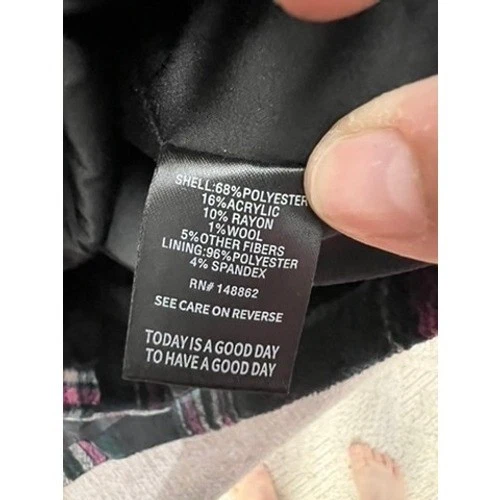 SHELL:68%POLYESTER
16%ACRYLIC
10% RAYON
1%WOOL
5%OTHER FIBERS
LINING:96%POLYESTER
4% SPANDEX
RN# 148862
SEE CARE ON REVERSE
TODAY IS A GOOD DAY
TO HAVE A GOOD DAY